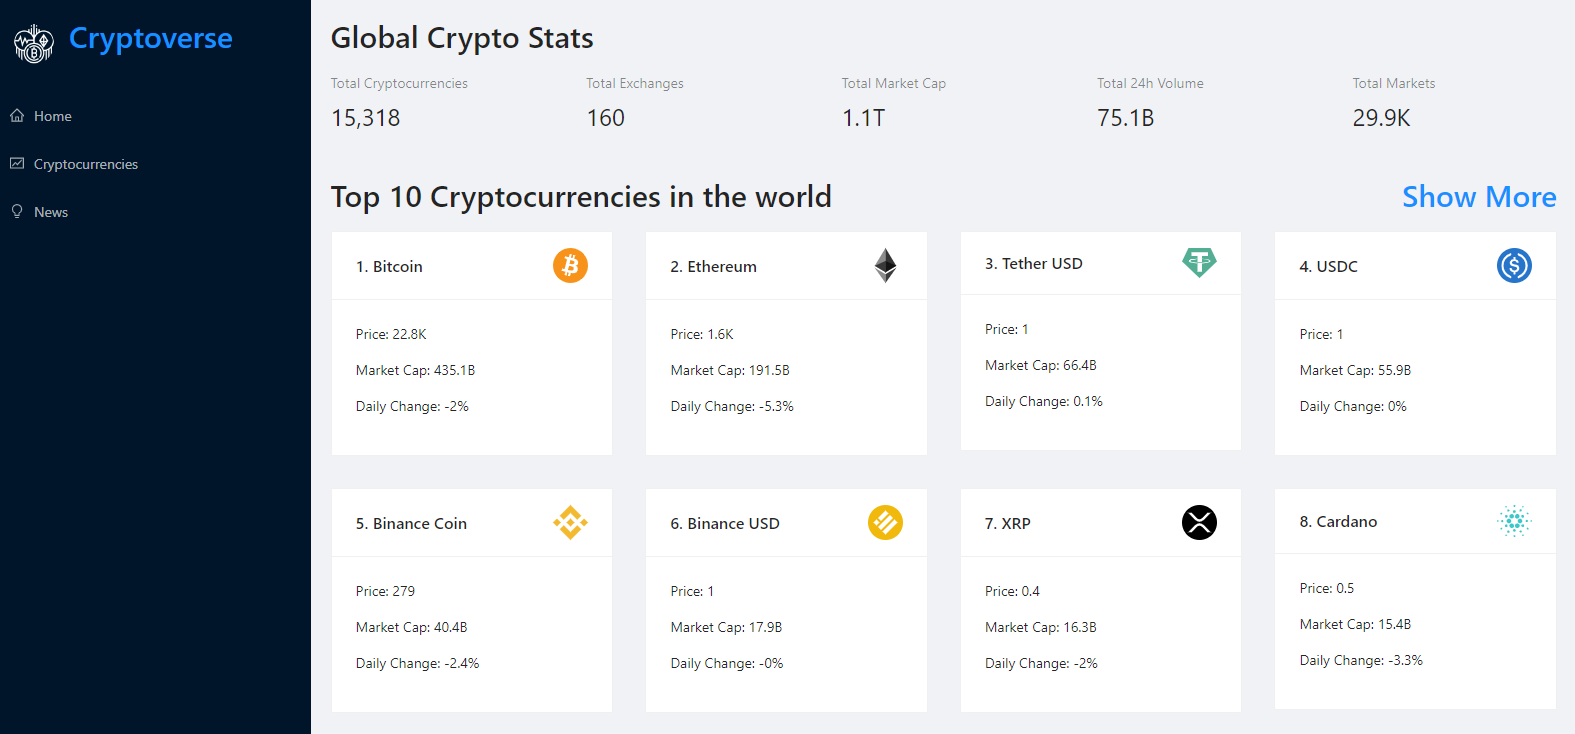 Cryptoverse
Home
Cryptocurrencies
News
Global Crypto Stats
Total Cryptocurrencies
15,318
Total Exchanges
160
Total Market Cap
1.1T
Total 24h Volume
75.1B
Total Markets
29.9K
Top 10 Cryptocurrencies in the world
Show More
1. Bitcoin
Price: 22.8K
Market Cap: 435.1B
Daily Change: -2%
2. Ethereum
Price: 1.6K
Market Cap: 191.5B
Daily Change: -5.3%
3. Tether USD
Price: 1
Market Cap: 66.4B
Daily Change: 0.1%
4. USDC
Price: 1
Market Cap: 55.9B
Daily Change: 0%
5. Binance Coin
Price: 279
Market Cap: 40.4B
Daily Change: -2.4%
6. Binance USD
Price: 1
Market Cap: 17.9B
Daily Change: -0%
7. XRP
Price: 0.4
Market Cap: 16.3B
Daily Change: -2%
8. Cardano
Price: 0.5
Market Cap: 15.4B
Daily Change: -3.3%